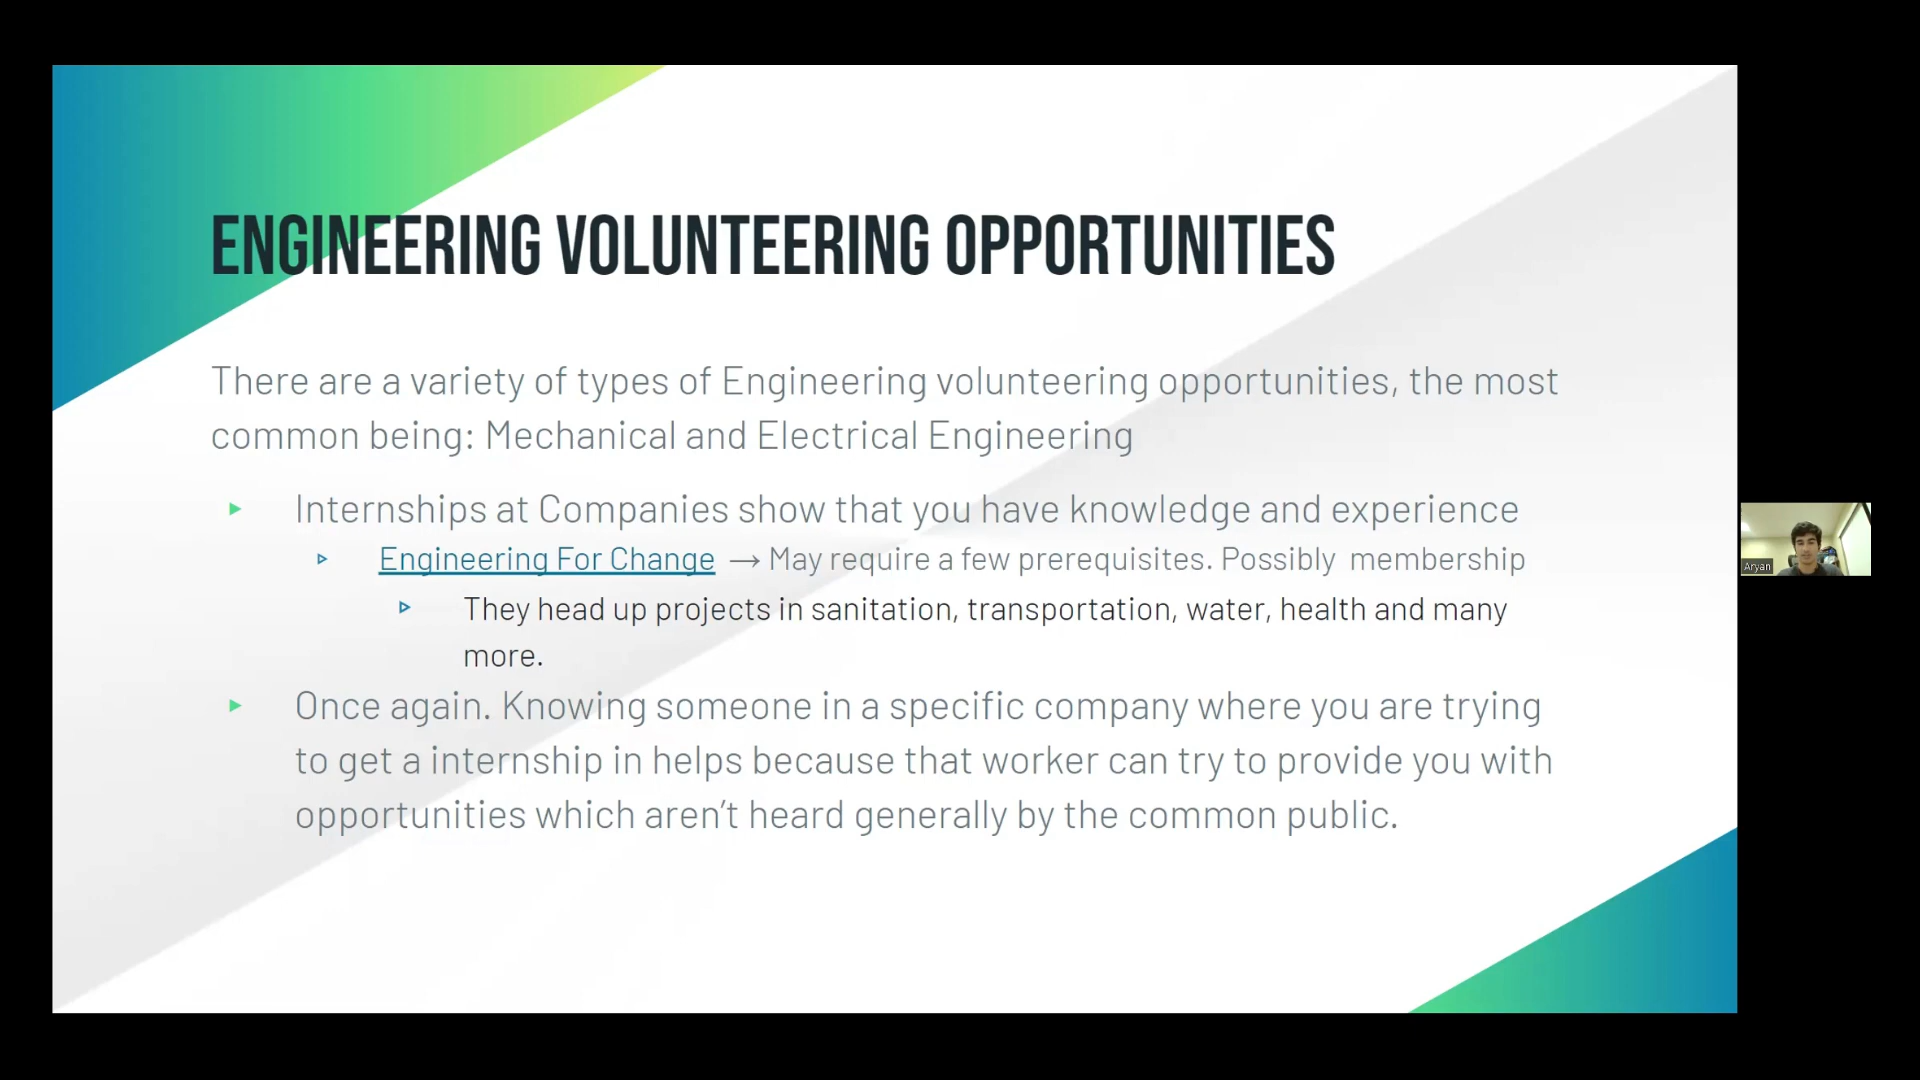 ENGINEERING VOLUNTEERING OPPORTUNITIES
There are a variety of types of Engineering volunteering opportunities, the most
common being: Mechanical and Electrical Engineering
Internships at Companies show that you have knowledge and experience
Engineering For Change → May require a few prerequisites. Possibly membership
They head up projects in sanitation, transportation, water, health and many
more.
Once again. Knowing someone in a specific company where you are trying
to get a internship in helps because that worker can try to provide you with
opportunities which aren’t heard generally by the common public.
Aryan